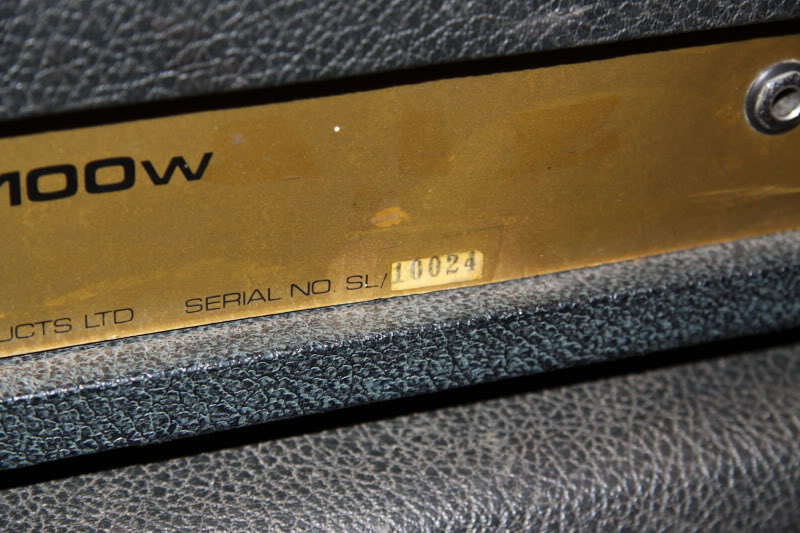 100W
UCTS LTD SERIAL NO. SL/10024